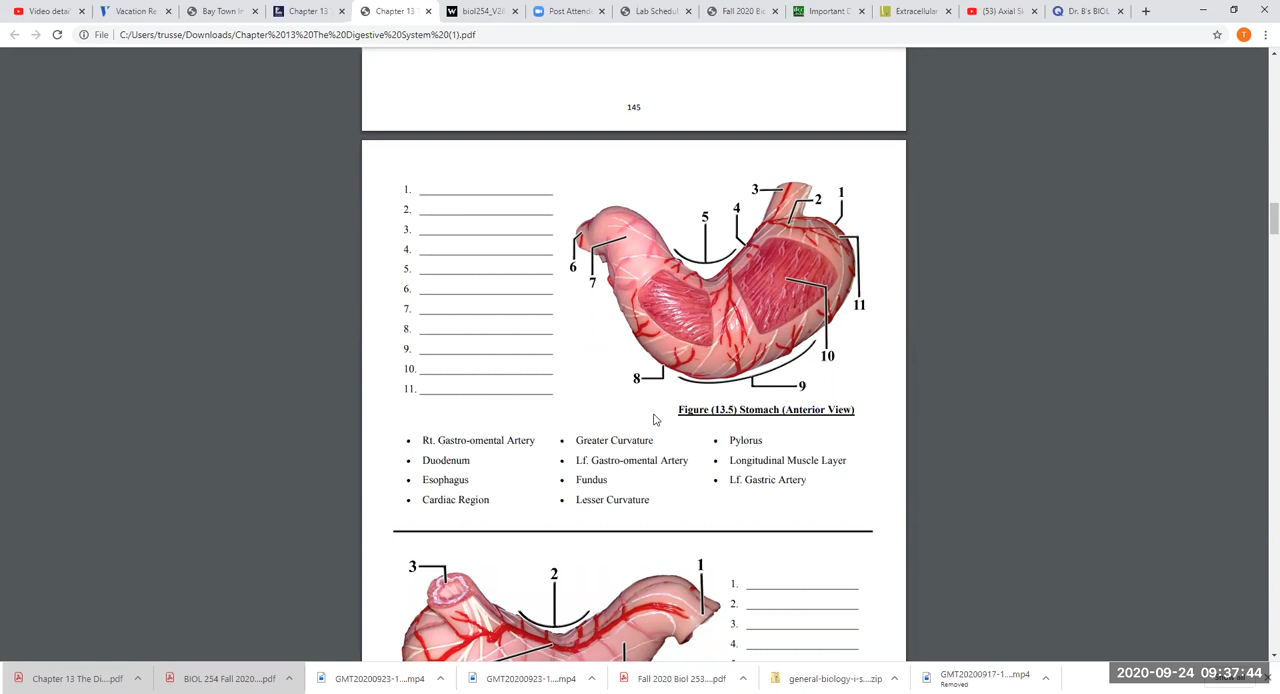 Video detai
Vacation Re
Bay Town In
Chapter 13
Chapter 13
biol254_V2
Post Attend
Lab Schedul
Fall 2020 Bi
Important D
Extracellular
(53) Axial S
Dr. B's BIOL
File | C:/Users/trusse/Downloads/Chapter%2013%20The%20Digestive%20System%20(1).pdf
T
145
1.
2.
3.
4.
5.
6.
7.
8.
9.
10.
11.
3
2
1
4
5
6
7
11
10
8
9
Figure (13.5) Stomach (Anterior View)
• Rt. Gastro-omental Artery
• Duodenum
• Esophagus
• Cardiac Region
• Greater Curvature
• Lf. Gastro-omental Artery
• Fundus
• Lesser Curvature
• Pylorus
• Longitudinal Muscle Layer
• Lf. Gastric Artery
3
2
1
1.
2.
3.
4.
Chapter 13 The Di....pdf
BIOL 254 Fall 2020....pdf
GMT20200923-1....mp4
GMT20200923-1....mp4
Fall 2020 Biol 253....pdf
general-biology-i-s....zip
GMT20200917-1....mp4
Removed
2020-09-24 09:37:44